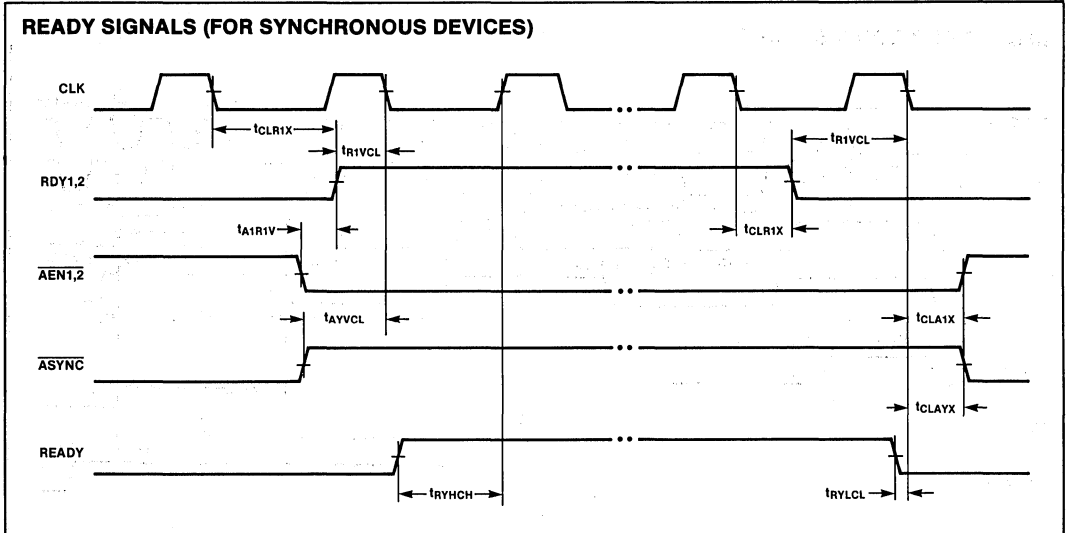 READY SIGNALS (FOR SYNCHRONOUS DEVICES)
CLK
tCLR1X
tR1VCL
tR1VCL
RDY1,2
tA1R1V
tCLR1X
AEN1,2
tAYVCL
tCLA1X
ASYNC
tCLAYX
READY
tRYHCH
tRYLCL